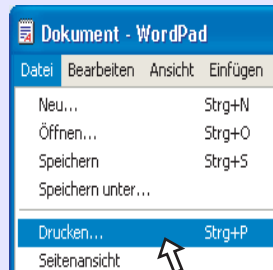 Dokument - WordPad
Datei Bearbeiten Ansicht Einfügen
Neu... Strg+N
Öffnen... Strg+O
Speichern Strg+S
Speichern unter...
Drucken... Strg+P
Seitenansicht